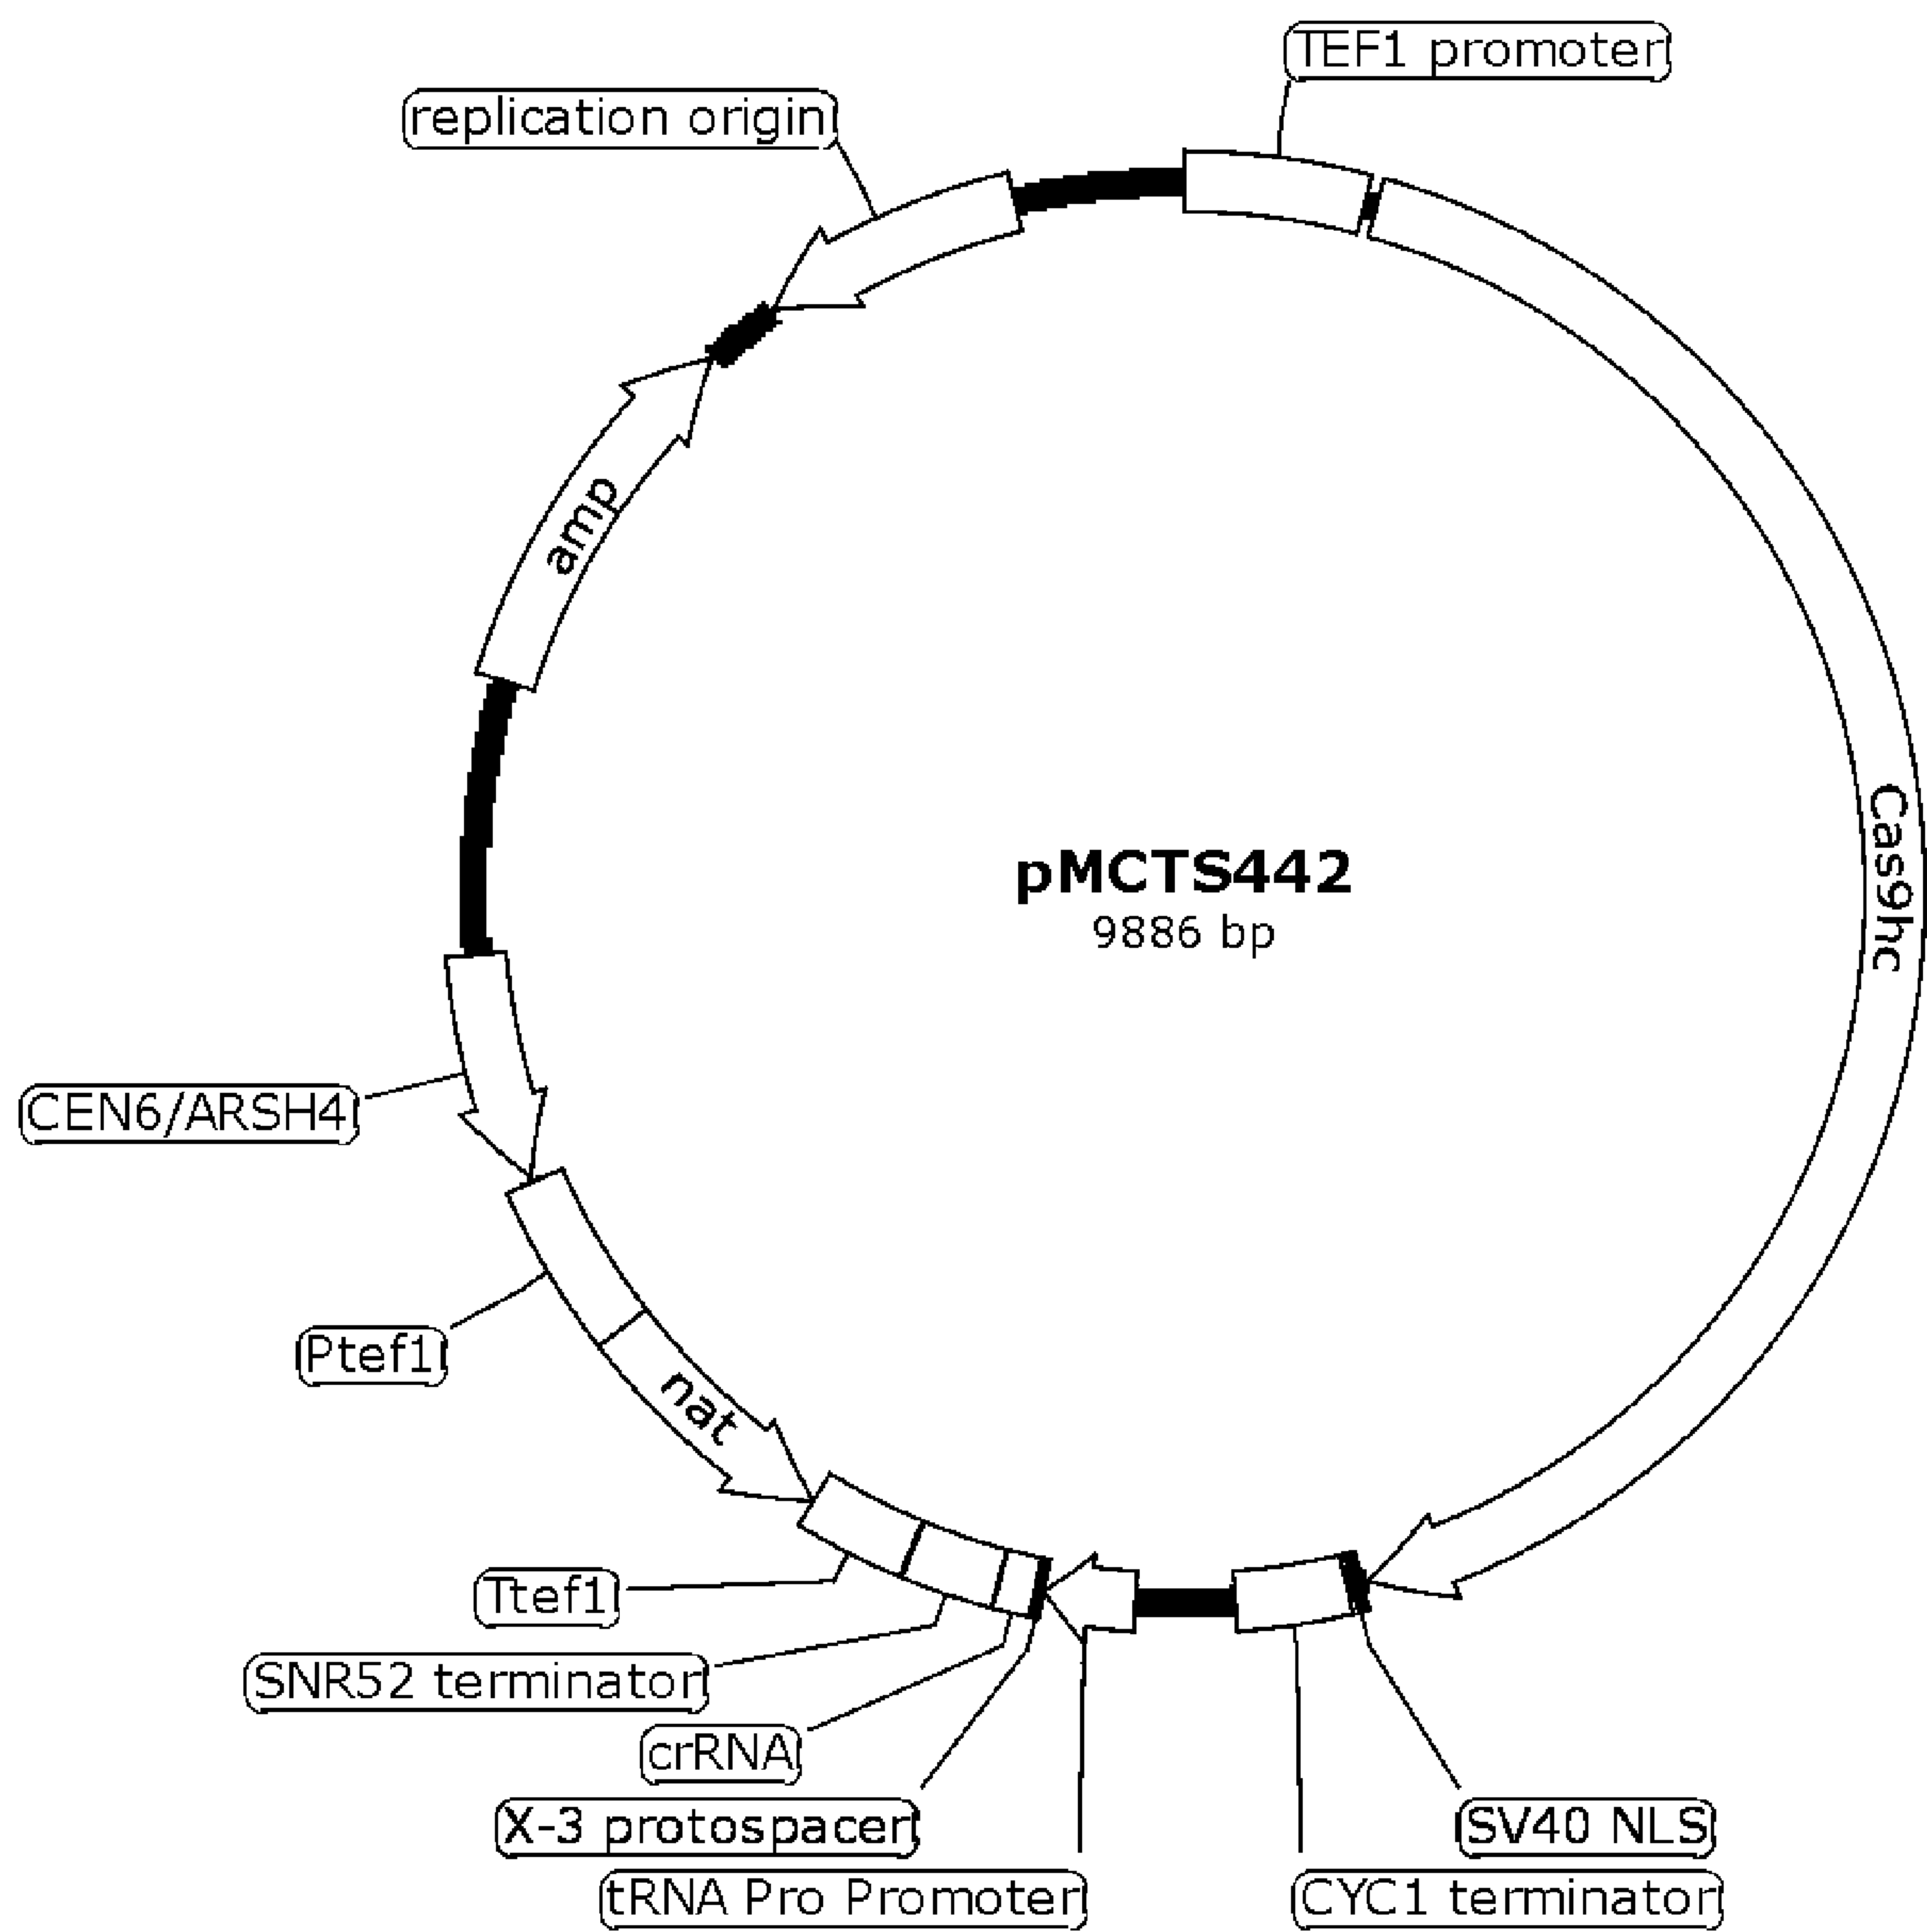 TEF1 promoter
replication origin
amp
Cas9hc
pMCTS442
9886 bp
CEN6/ARSH4
Ptef1
nat
Ttef1
SNR52 terminator
crRNA
X-3 protospacer
SV40 NLS
tRNA Pro Promoter
CYC1 terminator